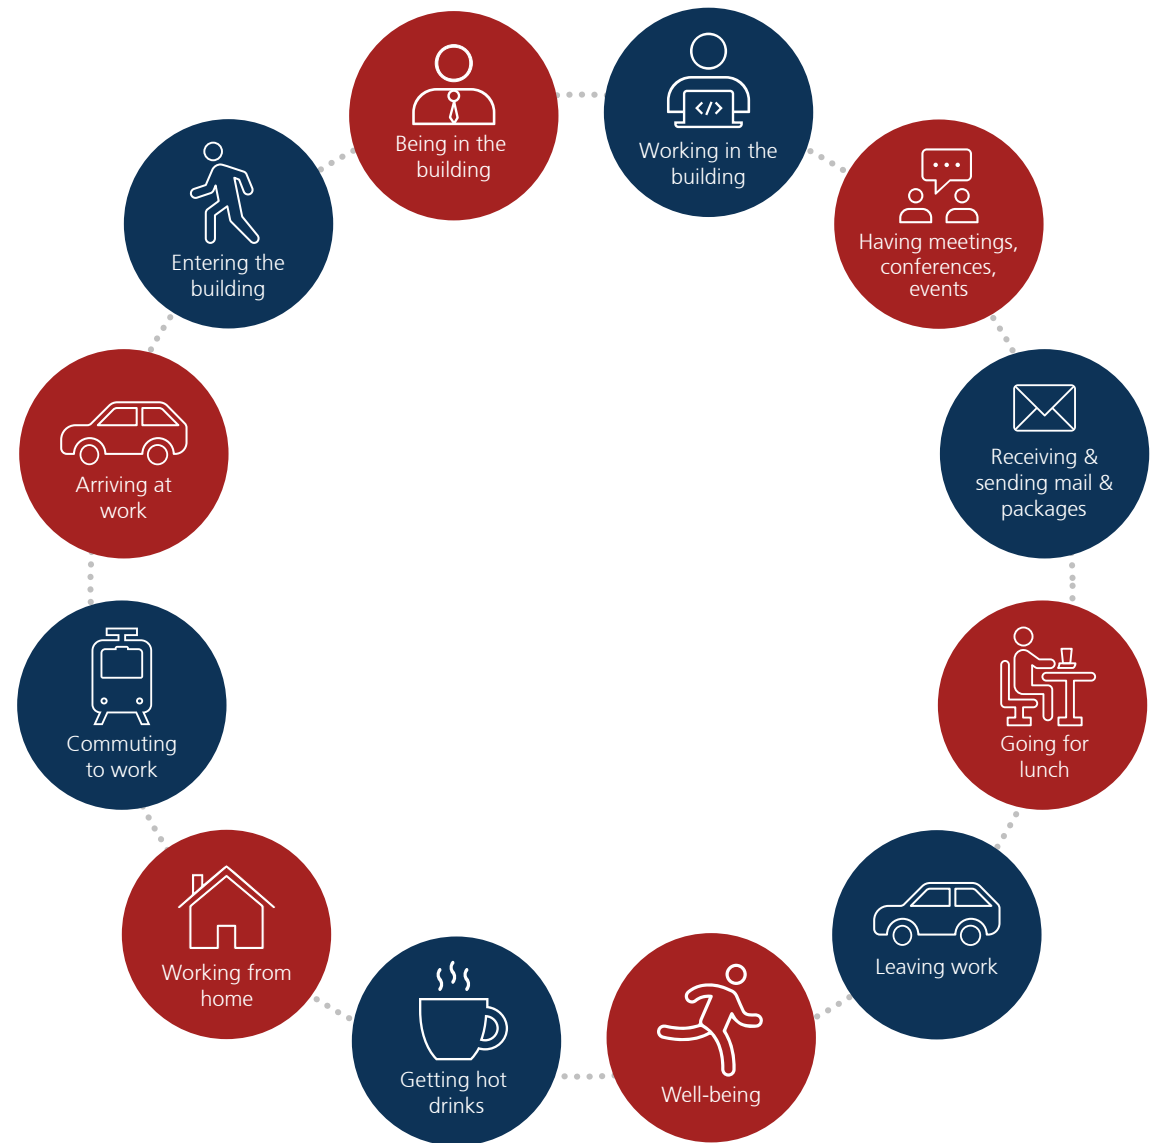 Being in the
building
Working in the
building
Having meetings,
conferences,
events
Receiving &
sending mail &
packages
Going for
lunch
Leaving work
Well-being
Getting hot
drinks
Working from
home
Commuting
to work
Arriving at
work
Entering the
building